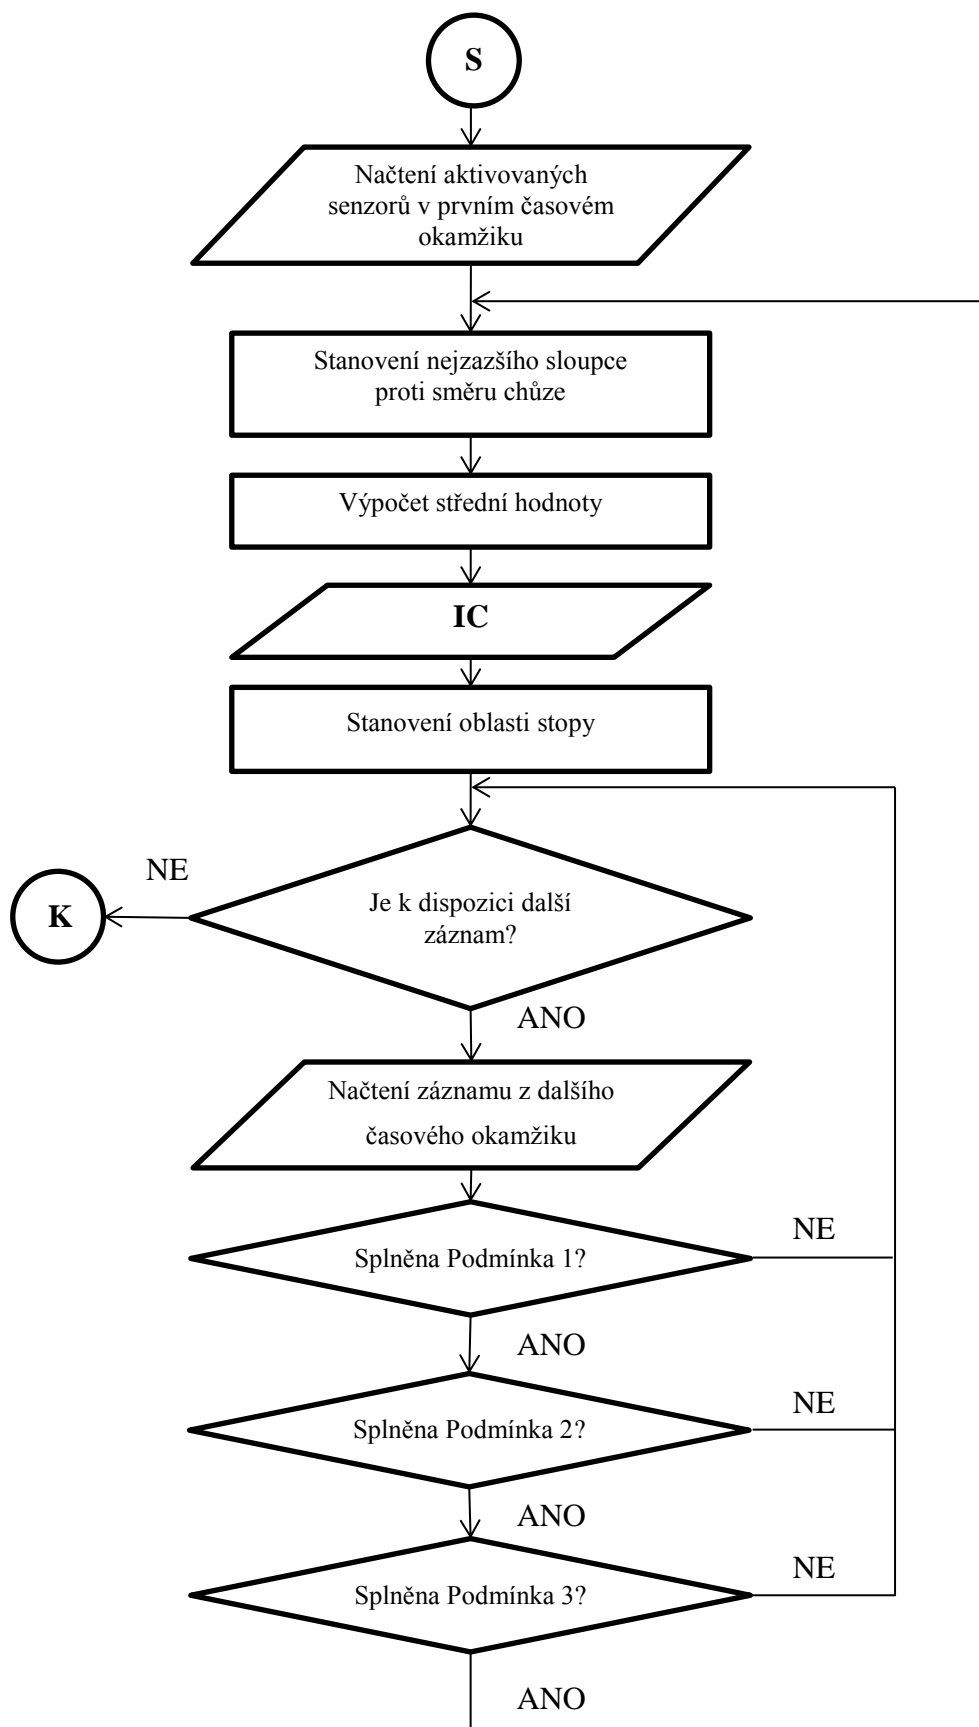 S
Načtení aktivovaných
senzorů v prvním časovém
okamžiku
Stanovení nejzazšího sloupce
proti směru chůze
Výpočet střední hodnoty
IC
Stanovení oblasti stopy
NE
K
Je k dispozici další
záznam?
ANO
Načtení záznamu z dalšího
časového okamžiku
Splněna Podmínka 1?
NE
ANO
Splněna Podmínka 2?
NE
ANO
Splněna Podmínka 3?
NE
ANO